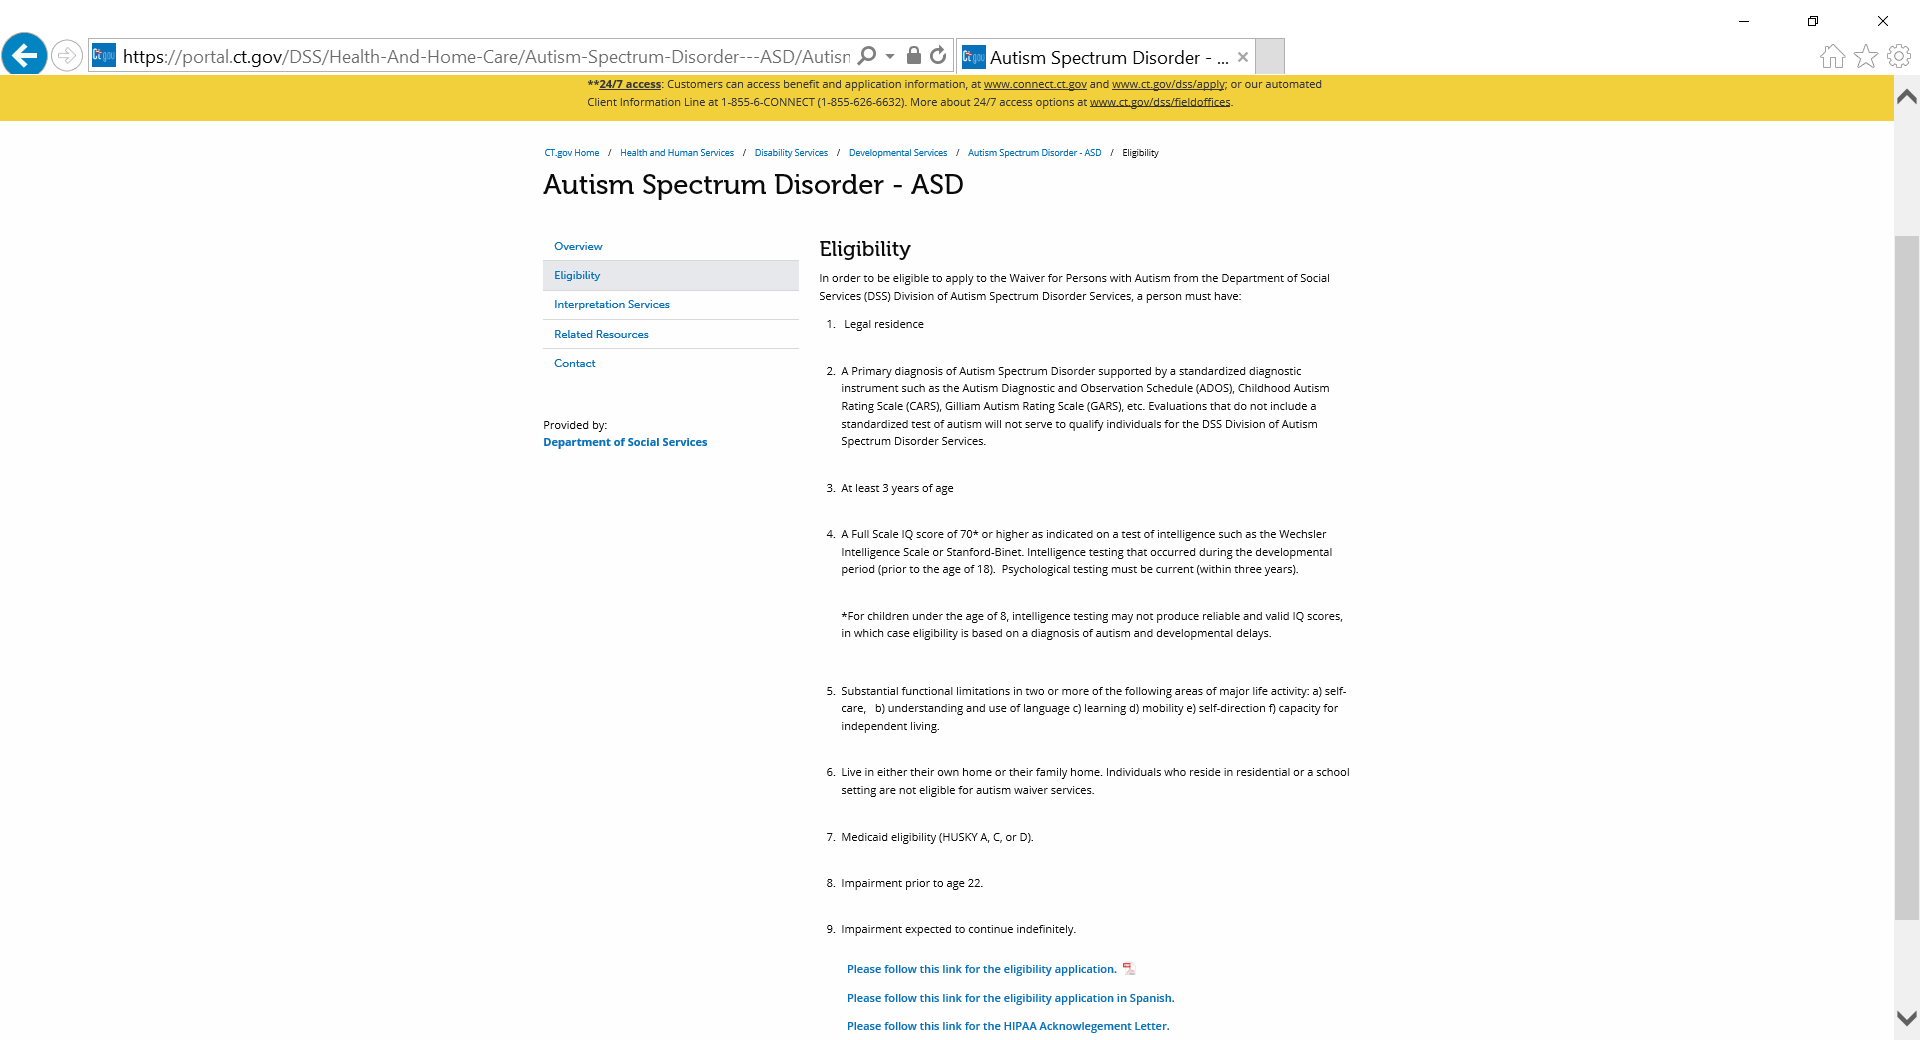 https://portal.ct.gov/DSS/Health-And-Home-Care/Autism-Spectrum-Disorder---ASD/Autism
Autism Spectrum Disorder - ...
**24/7 access: Customers can access benefit and application information, at www.connect.ct.gov and www.ct.gov/dss/apply; or our automated
Client Information Line at 1-855-6-CONNECT (1-855-626-6632). More about 24/7 access options at www.ct.gov/dss/fieldoffices.
CT.gov Home / Health and Human Services / Disability Services / Developmental Services / Autism Spectrum Disorder - ASD / Eligibility
Autism Spectrum Disorder - ASD
Overview
Eligibility
Interpretation Services
Related Resources
Contact
Provided by:
Department of Social Services
Eligibility
In order to be eligible to apply to the Waiver for Persons with Autism from the Department of Social
Services (DSS) Division of Autism Spectrum Disorder Services, a person must have:
1. Legal residence
2. A Primary diagnosis of Autism Spectrum Disorder supported by a standardized diagnostic
instrument such as the Autism Diagnostic and Observation Schedule (ADOS), Childhood Autism
Rating Scale (CARS), Gilliam Autism Rating Scale (GARS), etc. Evaluations that do not include a
standardized test of autism will not serve to qualify individuals for the DSS Division of Autism
Spectrum Disorder Services.
3. At least 3 years of age
4. A Full Scale IQ score of 70* or higher as indicated on a test of intelligence such as the Wechsler
Intelligence Scale or Stanford-Binet. Intelligence testing that occurred during the developmental
period (prior to the age of 18). Psychological testing must be current (within three years).
*For children under the age of 8, intelligence testing may not produce reliable and valid IQ scores,
in which case eligibility is based on a diagnosis of autism and developmental delays.
5. Substantial functional limitations in two or more of the following areas of major life activity: a) self-
care, b) understanding and use of language c) learning d) mobility e) self-direction f) capacity for
independent living.
6. Live in either their own home or their family home. Individuals who reside in residential or a school
setting are not eligible for autism waiver services.
7. Medicaid eligibility (HUSKY A, C, or D).
8. Impairment prior to age 22.
9. Impairment expected to continue indefinitely.
Please follow this link for the eligibility application.
Please follow this link for the eligibility application in Spanish.
Please follow this link for the HIPAA Acknowlegement Letter.